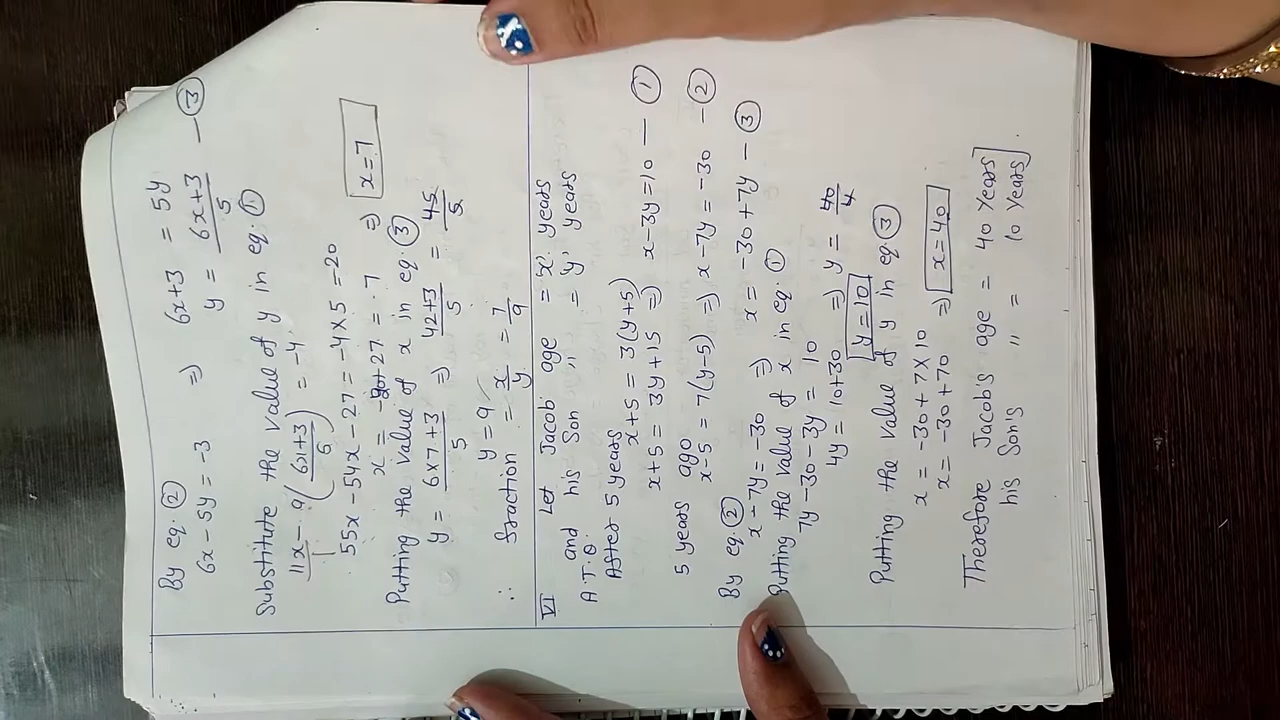 By eq. ②
6x - 5y = -3 ⇒ 6x+3 = 5y
y = 6x+3/5 — ③
Substitute the value of y in eq. ①
11x/1 - 9(6x+3/5) = -4
55x - 54x - 27 = -4×5 = -20
x = -20+27 = 7 ⇒ x=7
Putting the value of x in eq. ③
y = 6×7+3/5 ⇒ 42+3/5 = 45/5
y = 9
∴ fraction = x/y = 7/9
VI Let Jacob age = 'x' years
and his Son " = 'y' years
A.T.Q.
After 5 years
x+5 = 3(y+5)
x+5 = 3y+15 ⇒ x-3y=10 — ①
5 years ago
x-5 = 7(y-5) ⇒ x-7y = -30 — ②
By eq ②
x-7y = -30 ⇒ x = -30+7y — ③
Putting the value of x in eq. ①
7y-30-3y = 10
4y = 10+30 ⇒ y = 40/4
y=10
Putting the value of y in eq ③
x = -30+7×10
x = -30+70 ⇒ x=40
Therefore Jacob's age = 40 Years
his Son's " = 10 Years.